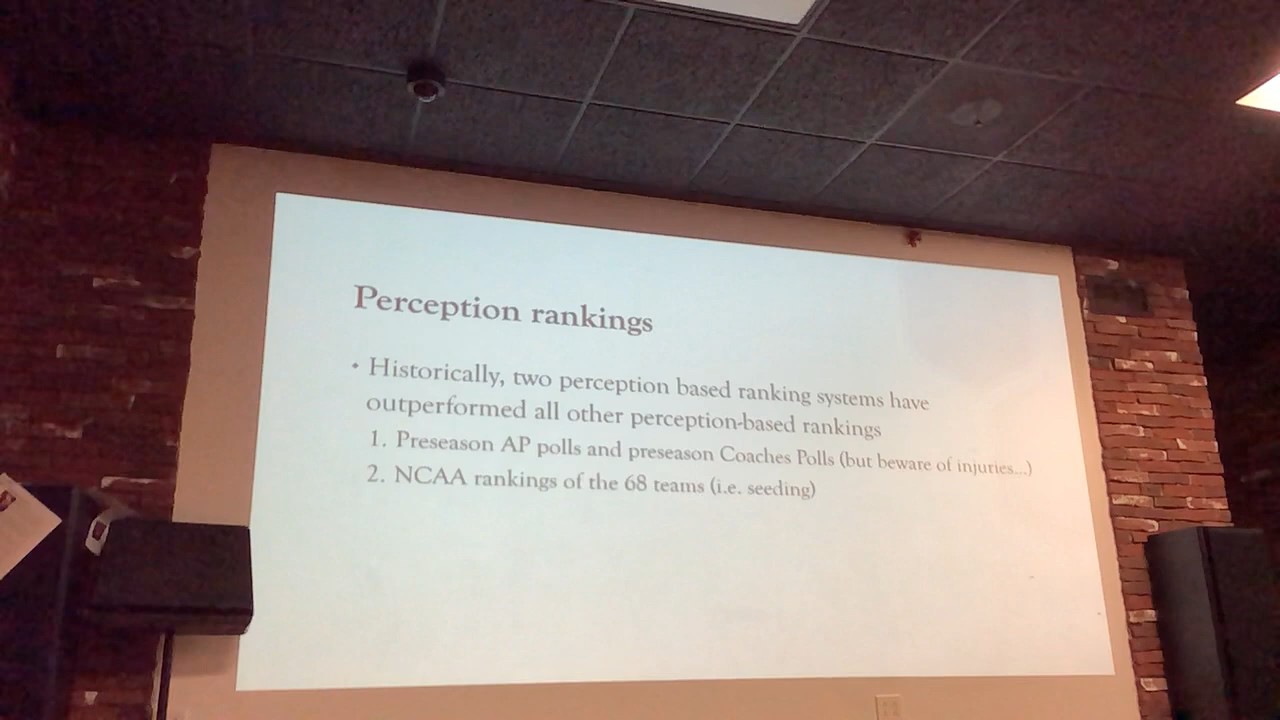 Perception rankings
• Historically, two perception based ranking systems have
outperformed all other perception-based rankings
1. Preseason AP polls and preseason Coaches Polls (but beware of injuries...)
2. NCAA rankings of the 68 teams (i.e. seeding)